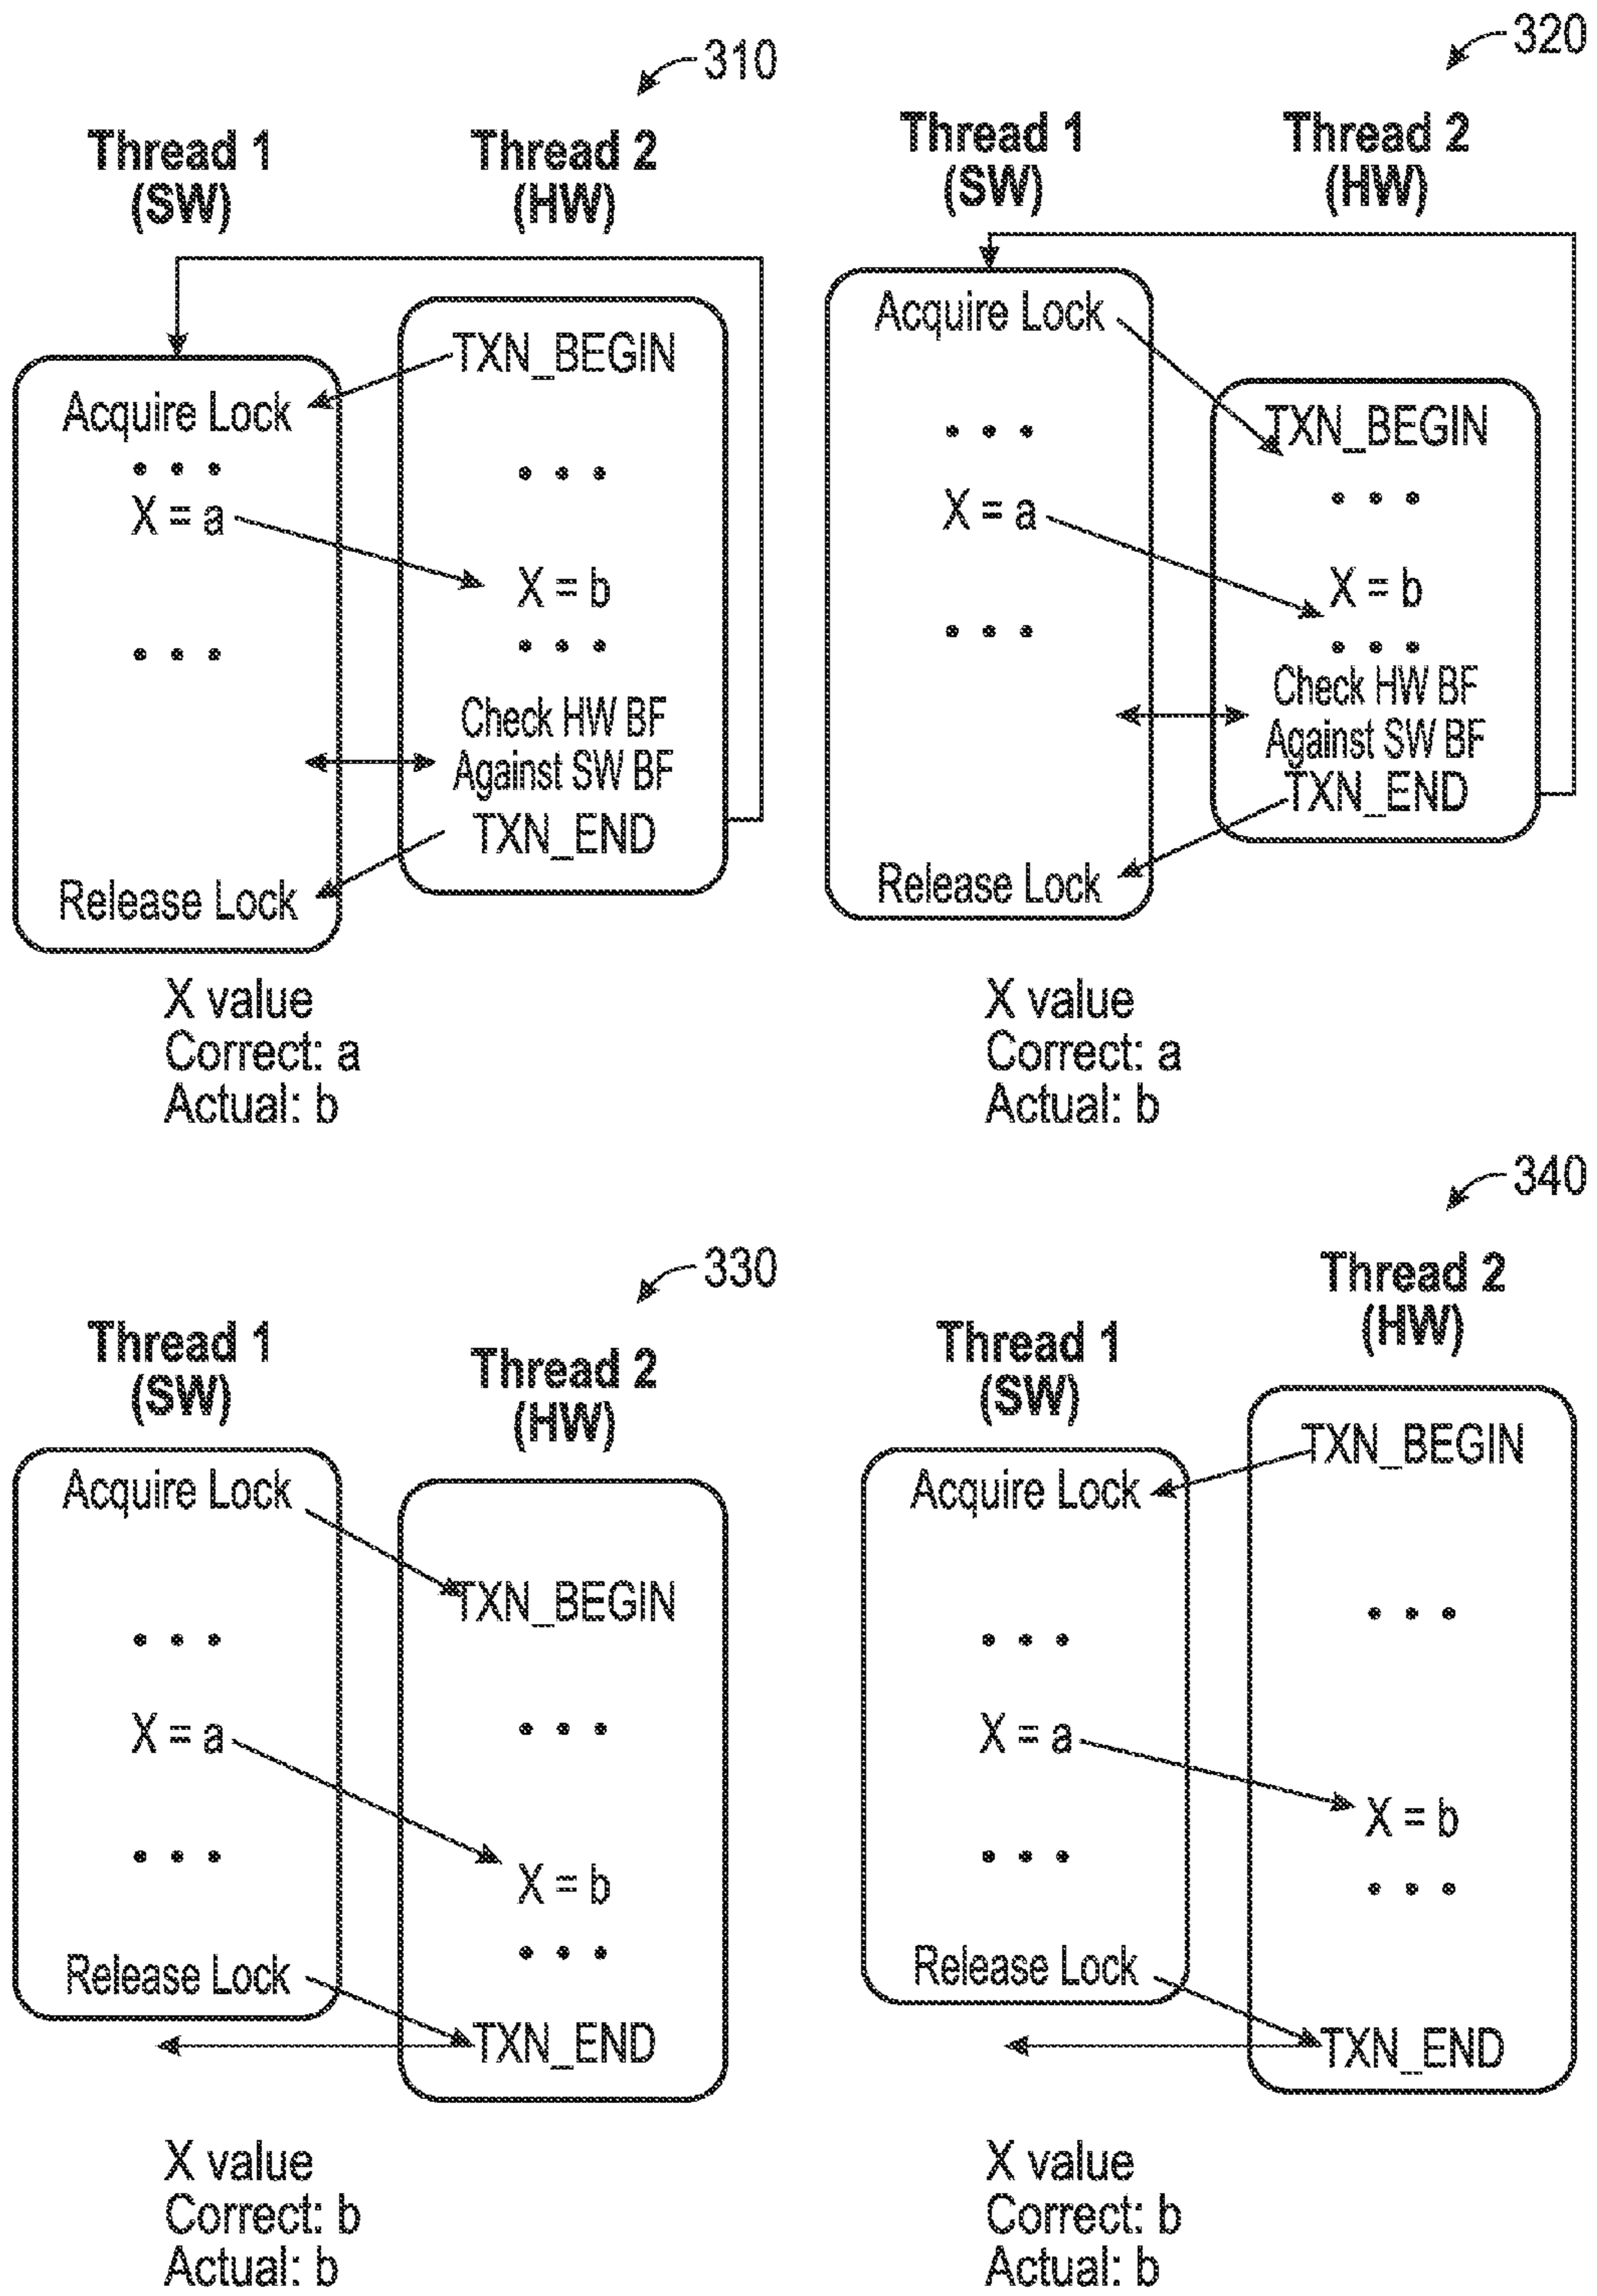 310
Thread 1
(SW)
Thread 2
(HW)
Acquire Lock
• • •
X = a
• • •
Release Lock
TXN_BEGIN
• • •
X = b
• • •
Check HW BF
Against SW BF
TXN_END
X value
Correct: a
Actual: b
320
Thread 1
(SW)
Thread 2
(HW)
Acquire Lock
• • •
X = a
• • •
Release Lock
TXN_BEGIN
• • •
X = b
• • •
Check HW BF
Against SW BF
TXN_END
X value
Correct: a
Actual: b
330
Thread 1
(SW)
Thread 2
(HW)
Acquire Lock
• • •
X = a
• • •
Release Lock
TXN_BEGIN
• • •
X = b
• • •
TXN_END
X value
Correct: b
Actual: b
340
Thread 1
(SW)
Thread 2
(HW)
Acquire Lock
• • •
X = a
• • •
Release Lock
TXN_BEGIN
• • •
X = b
• • •
TXN_END
X value
Correct: b
Actual: b